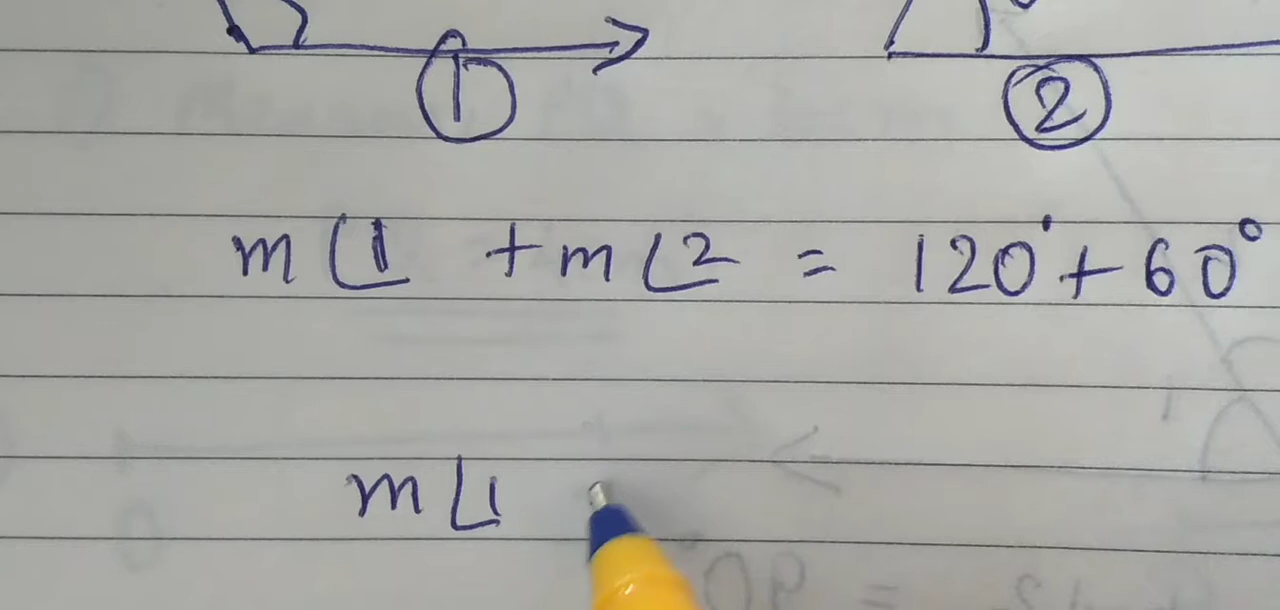 1 2
m∠1 + m∠2 = 120° + 60°
m∠1